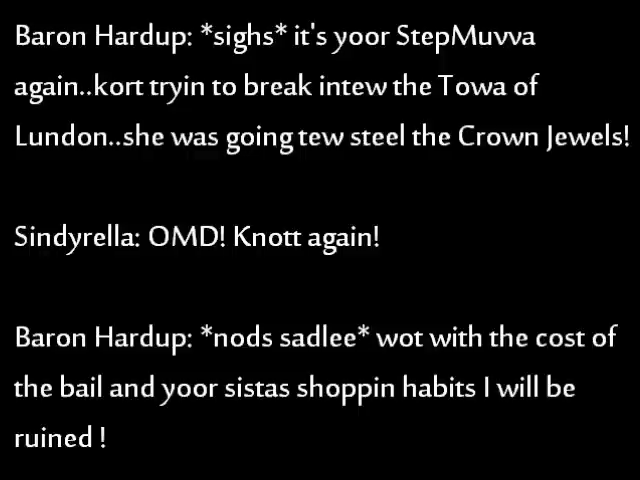 Baron Hardup: *sighs* it's yoor StepMuvva
again..kort tryin to break intew the Towa of
Lundon..she was going tew steel the Crown Jewels!
Sindyrella: OMD! Knott again!
Baron Hardup: *nods sadlee* wot with the cost of
the bail and yoor sistas shoppin habits I will be
ruined !